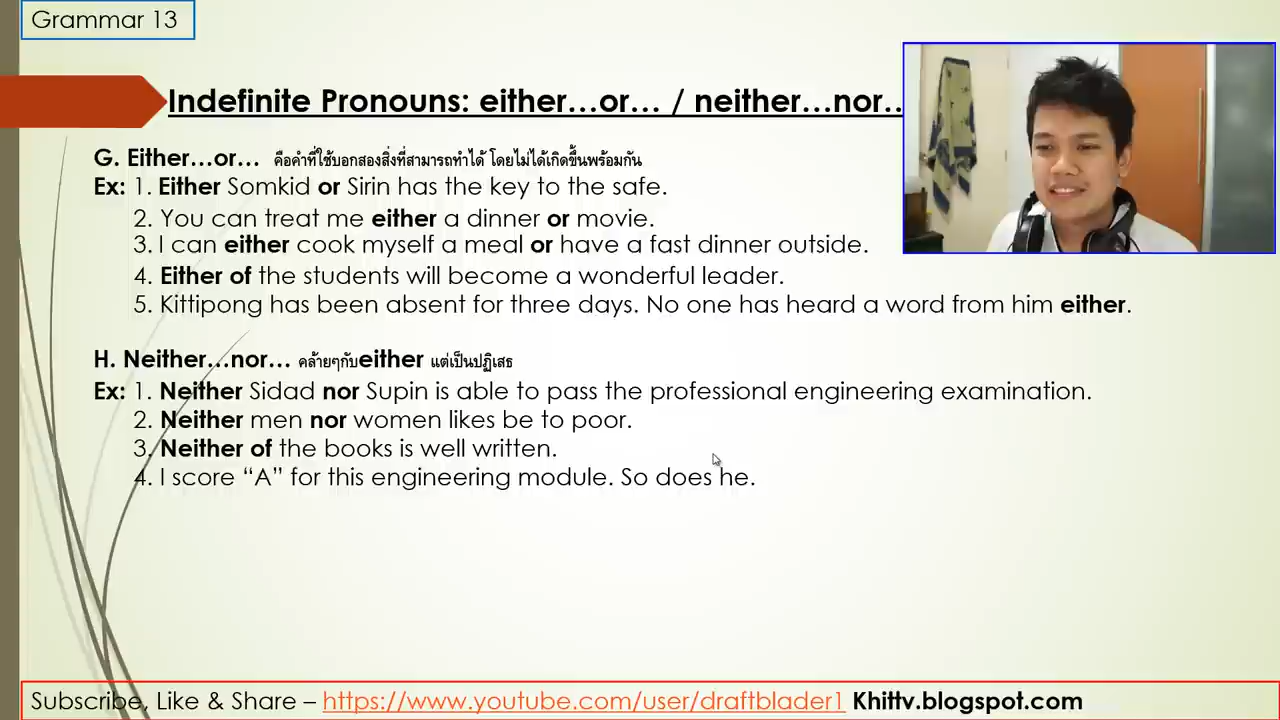 Grammar 13
Indefinite Pronouns: either…or… / neither…nor..
G. Either…or… คือคำที่ใช้บอกสองสิ่งที่สามารถทำได้ โดยไม่ได้เกิดขึ้นพร้อมกัน
Ex: 1. Either Somkid or Sirin has the key to the safe.
2. You can treat me either a dinner or movie.
3. I can either cook myself a meal or have a fast dinner outside.
4. Either of the students will become a wonderful leader.
5. Kittipong has been absent for three days. No one has heard a word from him either.
H. Neither…nor… คล้ายๆกับeither แต่เป็นปฏิเสธ
Ex: 1. Neither Sidad nor Supin is able to pass the professional engineering examination.
2. Neither men nor women likes be to poor.
3. Neither of the books is well written.
4. I score “A” for this engineering module. So does he.
Subscribe, Like & Share – https://www.youtube.com/user/draftblader1 Khittv.blogspot.com